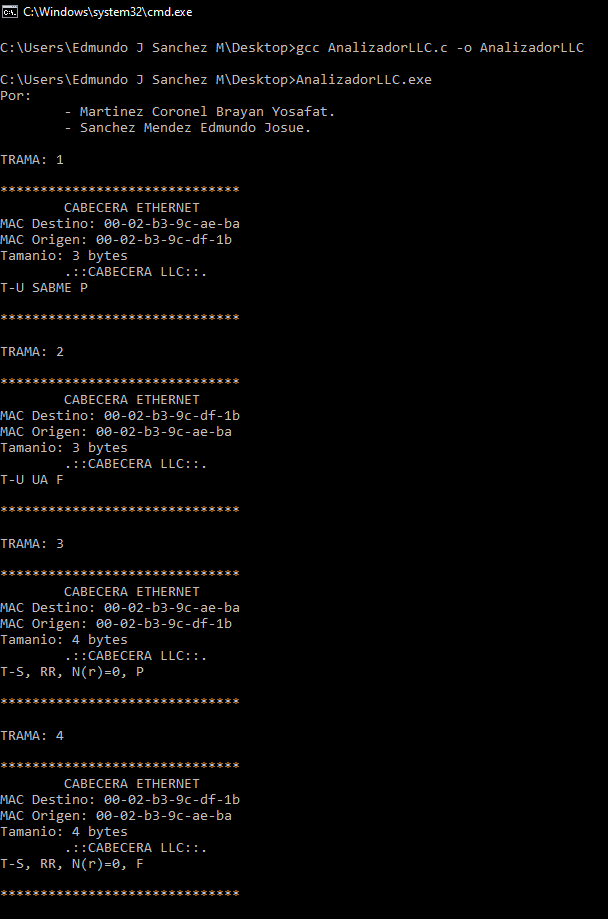 C:\Windows\system32\cmd.exe
C:\Users\Edmundo J Sanchez M\Desktop>gcc AnalizadorLLC.c -o AnalizadorLLC
C:\Users\Edmundo J Sanchez M\Desktop>AnalizadorLLC.exe
Por:
- Martinez Coronel Brayan Yosafat.
- Sanchez Mendez Edmundo Josue.
TRAMA: 1
******************************
CABECERA ETHERNET
MAC Destino: 00-02-b3-9c-ae-ba
MAC Origen: 00-02-b3-9c-df-1b
Tamanio: 3 bytes
.::CABECERA LLC::.
T-U SABME P
******************************
TRAMA: 2
******************************
CABECERA ETHERNET
MAC Destino: 00-02-b3-9c-df-1b
MAC Origen: 00-02-b3-9c-ae-ba
Tamanio: 3 bytes
.::CABECERA LLC::.
T-U UA F
******************************
TRAMA: 3
******************************
CABECERA ETHERNET
MAC Destino: 00-02-b3-9c-ae-ba
MAC Origen: 00-02-b3-9c-df-1b
Tamanio: 4 bytes
.::CABECERA LLC::.
T-S, RR, N(r)=0, P
******************************
TRAMA: 4
******************************
CABECERA ETHERNET
MAC Destino: 00-02-b3-9c-df-1b
MAC Origen: 00-02-b3-9c-ae-ba
Tamanio: 4 bytes
.::CABECERA LLC::.
T-S, RR, N(r)=0, F
******************************